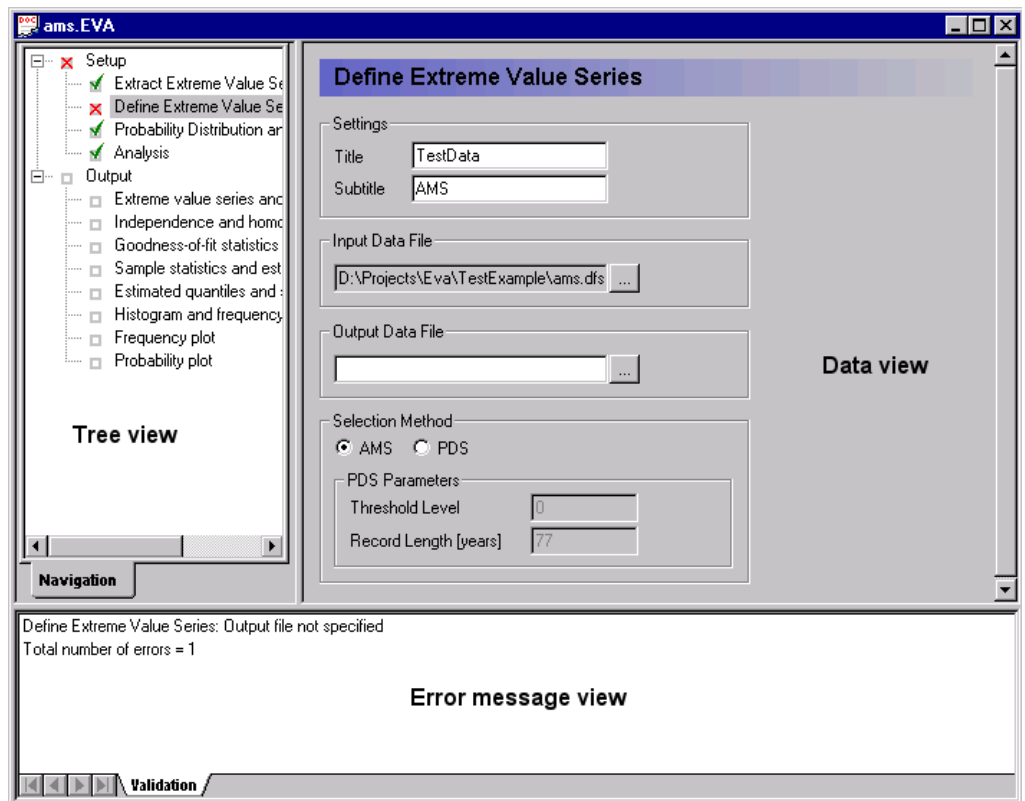 ams.EVA
Setup
Extract Extreme Value Se
Define Extreme Value Se
Probability Distribution an
Analysis
Output
Extreme value series and
Independence and homo
Goodness-of-fit statistics
Sample statistics and est
Estimated quantiles and s
Histogram and frequency
Frequency plot
Probability plot
Tree view
Navigation
Define Extreme Value Series
Settings
Title TestData
Subtitle AMS
Input Data File
D:\Projects\Eva\TestExample\ams.dfs ...
Output Data File
...
Selection Method
AMS PDS
PDS Parameters
Threshold Level 0
Record Length [years] 77
Data view
Define Extreme Value Series: Output file not specified
Total number of errors = 1
Error message view
Validation